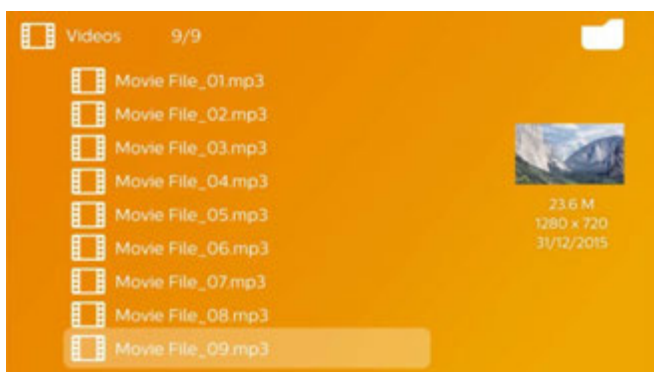 Videos 9/9
Movie File_01.mp3
Movie File_02.mp3
Movie File_03.mp3
Movie File_04.mp3
Movie File_05.mp3
Movie File_06.mp3
Movie File_07.mp3
Movie File_08.mp3
Movie File_09.mp3
23.6 M
1280 x 720
31/12/2015